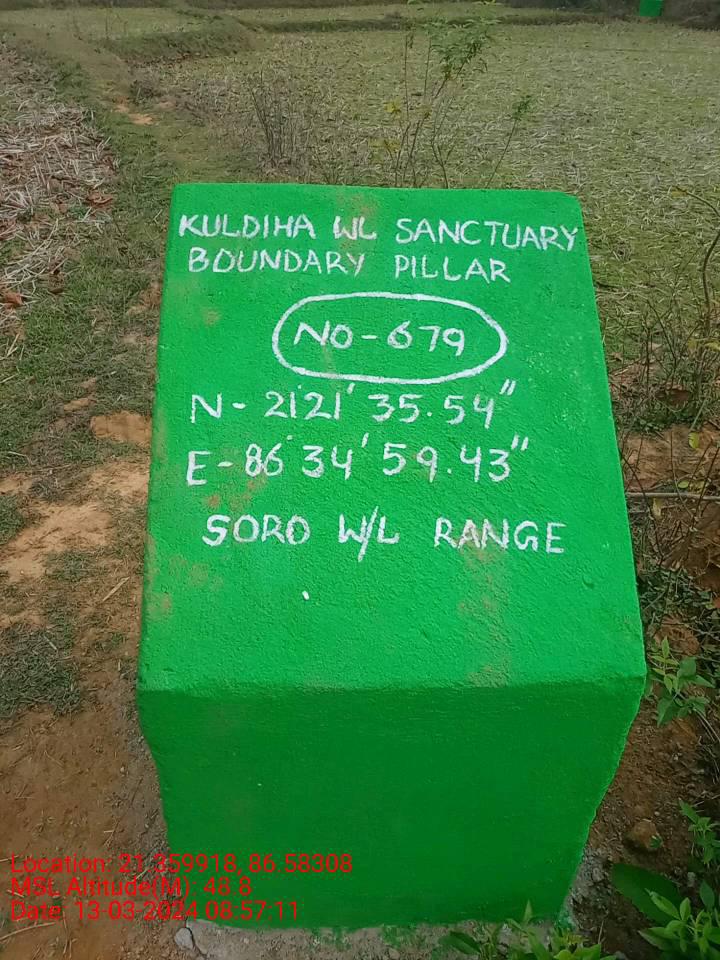 KULDIHA WL SANCTUARY
BOUNDARY PILLAR
NO-679
N- 21°21' 35.54"
E-86°34' 59.43"
SORO W/L RANGE
Location: 21.359918, 86.58308
MSL Altitude(M): 48.8
Date: 13-03-2024 08:57:11